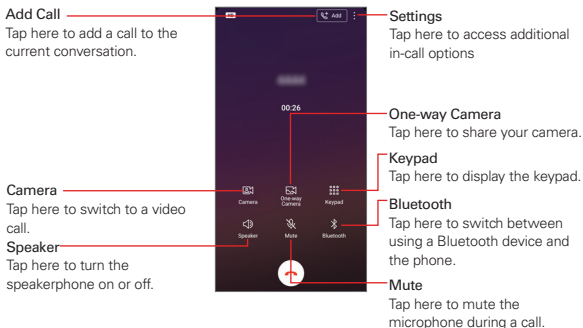 Add Call
Tap here to add a call to the
current conversation.
Camera
Tap here to switch to a video
call.
Speaker
Tap here to turn the
speakerphone on or off.
HD
Add
00:26
Camera
One-way
Camera
Keypad
Speaker
Mute
Bluetooth
Settings
Tap here to access additional
in-call options
One-way Camera
Tap here to share your camera.
Keypad
Tap here to display the keypad.
Bluetooth
Tap here to switch between
using a Bluetooth device and
the phone.
Mute
Tap here to mute the
microphone during a call.